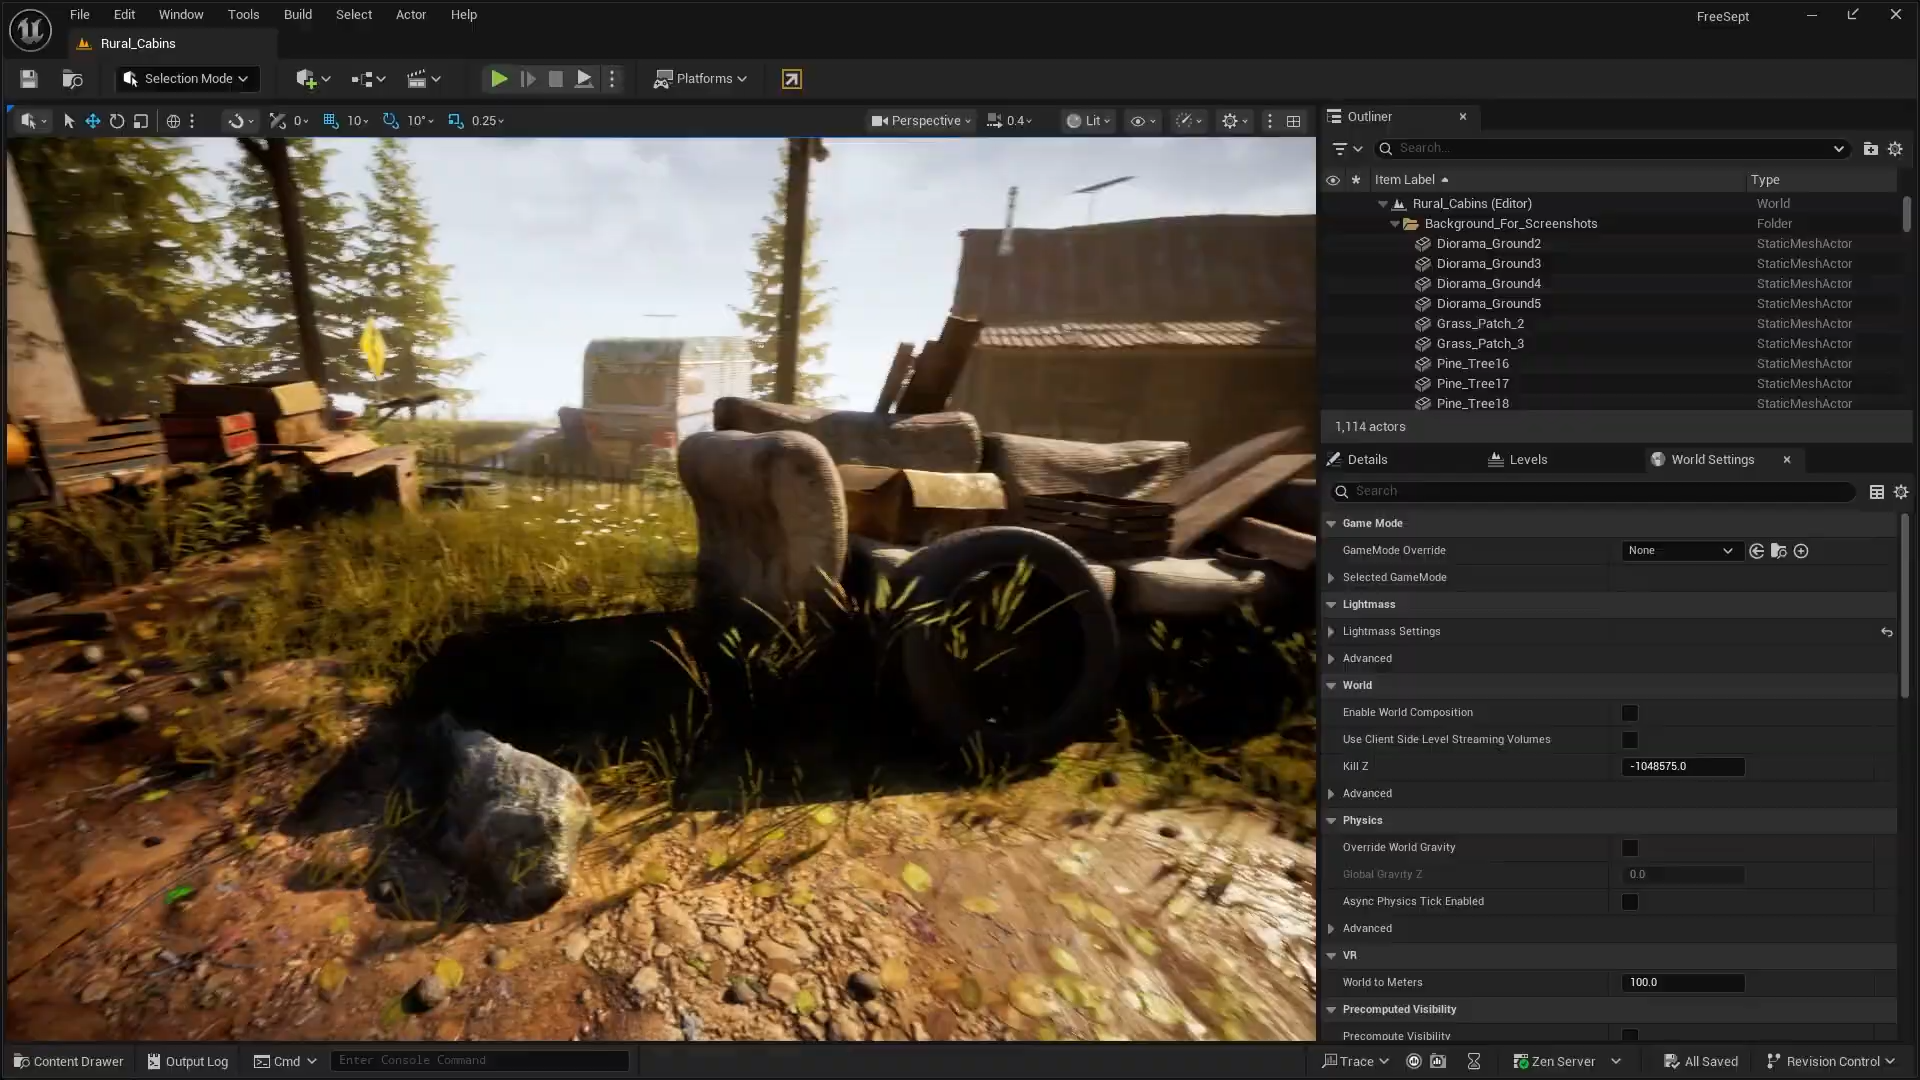 File Edit Window Tools Build Select Actor Help
FreeSept
Rural_Cabins
Selection Mode
Platforms
0 10 10° 0.25
Perspective 0.4 Lit
Outliner
Search...
Item Label Type
Rural_Cabins (Editor) World
Background_For_Screenshots Folder
Diorama_Ground2 StaticMeshActor
Diorama_Ground3 StaticMeshActor
Diorama_Ground4 StaticMeshActor
Diorama_Ground5 StaticMeshActor
Grass_Patch_2 StaticMeshActor
Grass_Patch_3 StaticMeshActor
Pine_Tree16 StaticMeshActor
Pine_Tree17 StaticMeshActor
Pine_Tree18 StaticMeshActor
1,114 actors
Details Levels World Settings
Search
Game Mode
GameMode Override None
Selected GameMode
Lightmass
Lightmass Settings
Advanced
World
Enable World Composition
Use Client Side Level Streaming Volumes
Kill Z -1048575.0
Advanced
Physics
Override World Gravity
Global Gravity Z 0.0
Async Physics Tick Enabled
Advanced
VR
World to Meters 100.0
Precomputed Visibility
Precompute Visibility
Content Drawer Output Log Cmd Enter Console Command
Trace Zen Server All Saved Revision Control